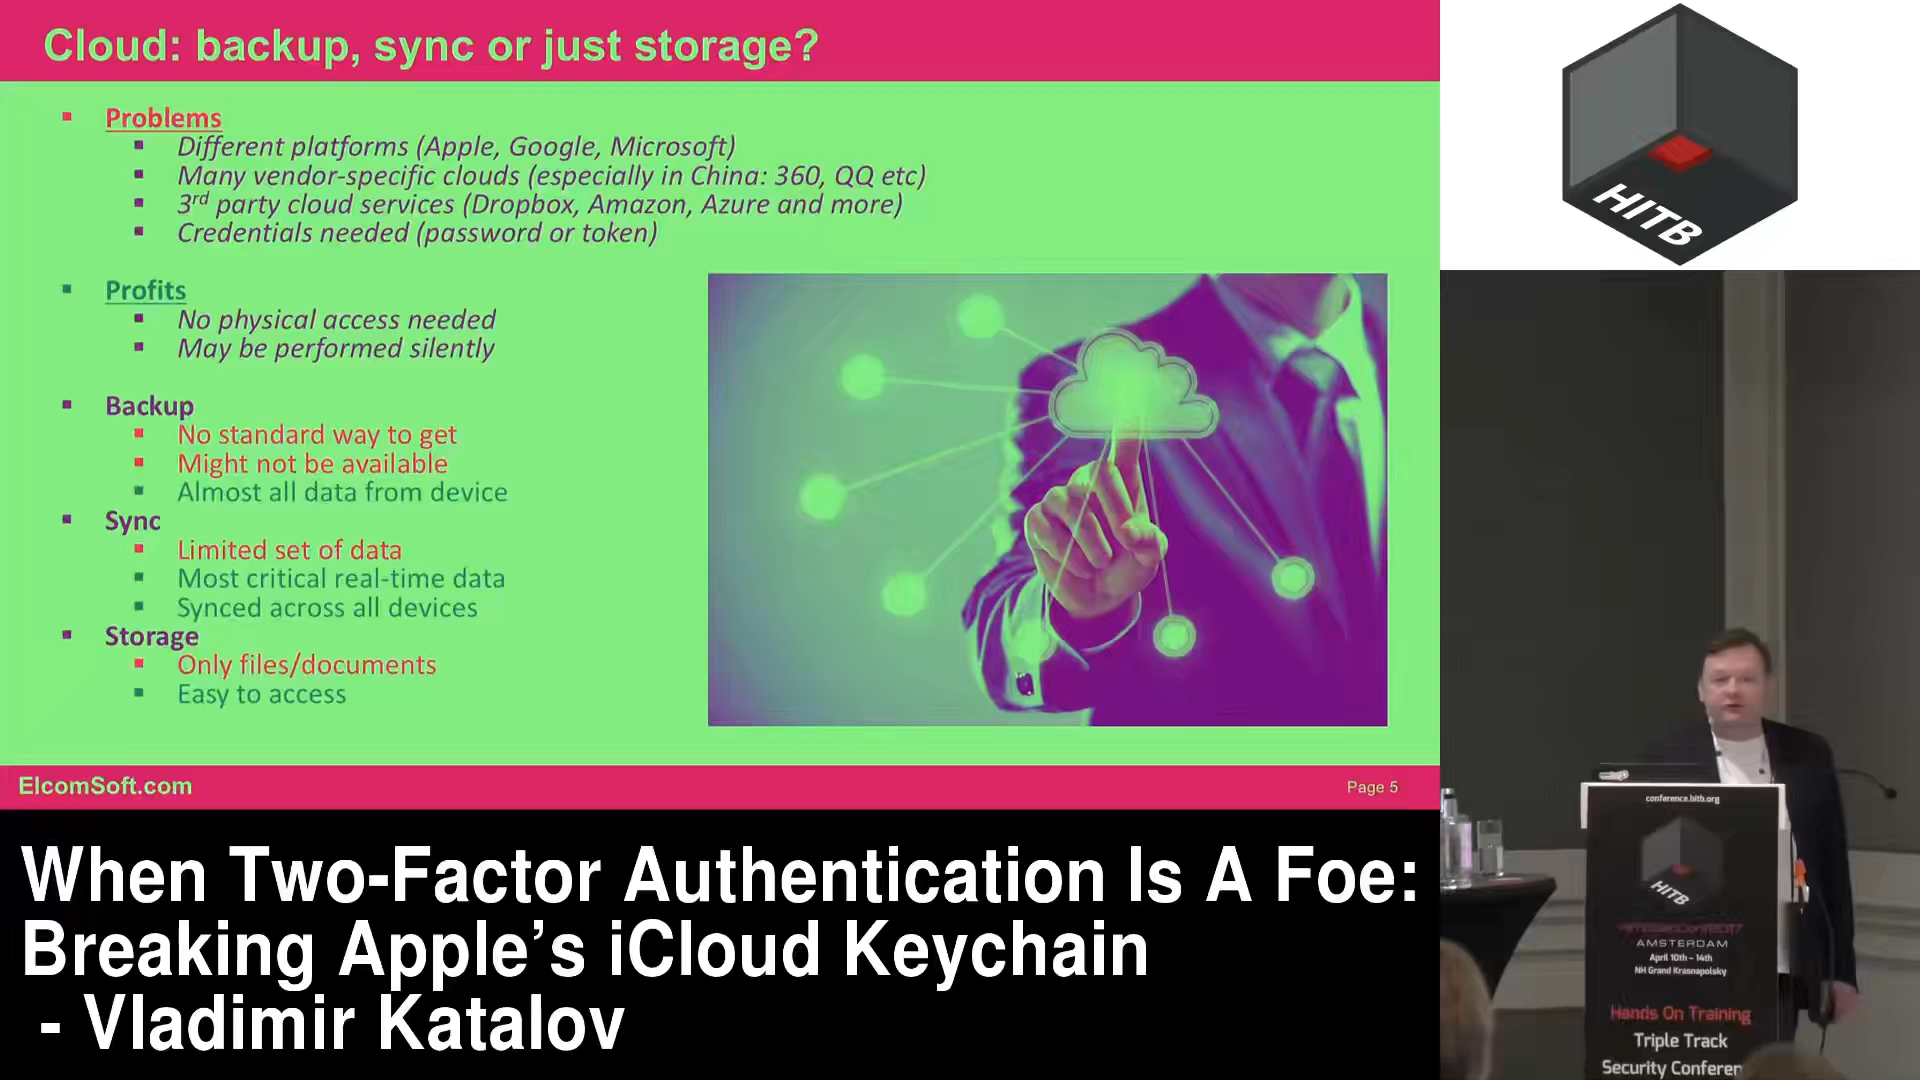 Cloud: backup, sync or just storage?
Problems
Different platforms (Apple, Google, Microsoft)
Many vendor-specific clouds (especially in China: 360, QQ etc)
3rd party cloud services (Dropbox, Amazon, Azure and more)
Credentials needed (password or token)
Profits
No physical access needed
May be performed silently
Backup
No standard way to get
Might not be available
Almost all data from device
Sync
Limited set of data
Most critical real-time data
Synced across all devices
Storage
Only files/documents
Easy to access
ElcomSoft.com
Page 5
When Two-Factor Authentication Is A Foe:
Breaking Apple’s iCloud Keychain
- Vladimir Katalov
HITB
conference.hitb.org
HITB
AMSTERDAM
April 10th - 14th
NH Grand Krasnapolsky
Hands On Training
Triple Track
Security Conferen